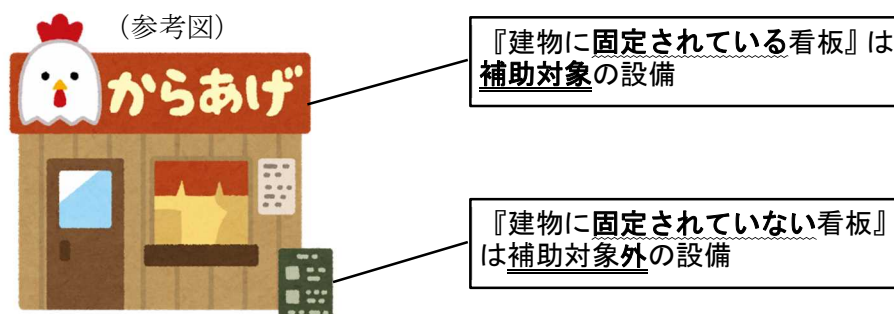 （参考図）
からあげ
『建物に固定されている看板』は
補助対象の設備
『建物に固定されていない看板』
は補助対象外の設備